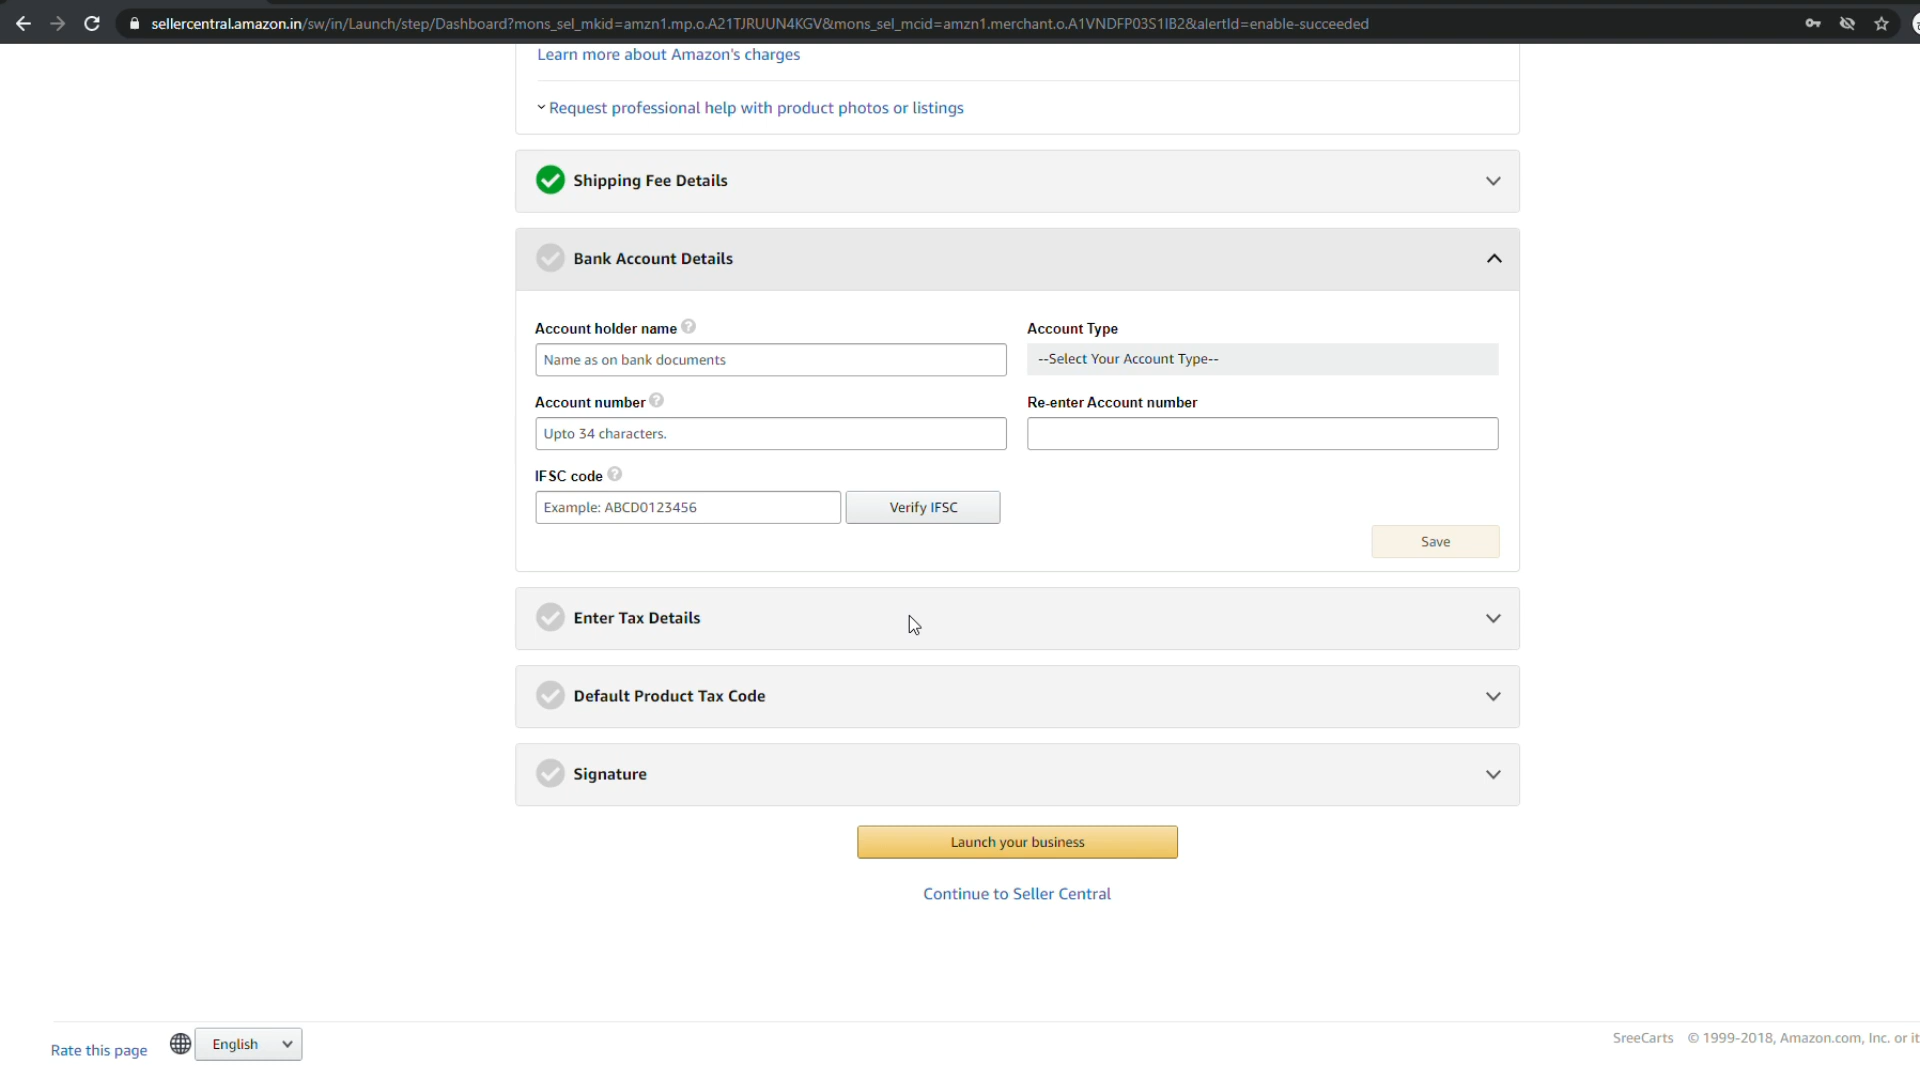 sellercentral.amazon.in/sw/in/Launch/step/Dashboard?mons_sel_mkid=amzn1.mp.o.A21TJRUUN4KGV&mons_sel_mcid=amzn1.merchant.o.A1VNDFP03S1IB2&alertId=enable-succeeded
Learn more about Amazon's charges
Request professional help with product photos or listings
Shipping Fee Details
Bank Account Details
Account holder name ?
Account Type
Name as on bank documents
--Select Your Account Type--
Account number ?
Re-enter Account number
Upto 34 characters.
IFSC code ?
Example: ABCD0123456
Verify IFSC
Save
Enter Tax Details
Default Product Tax Code
Signature
Launch your business
Continue to Seller Central
Rate this page
English
SreeCarts © 1999-2018, Amazon.com, Inc. or it